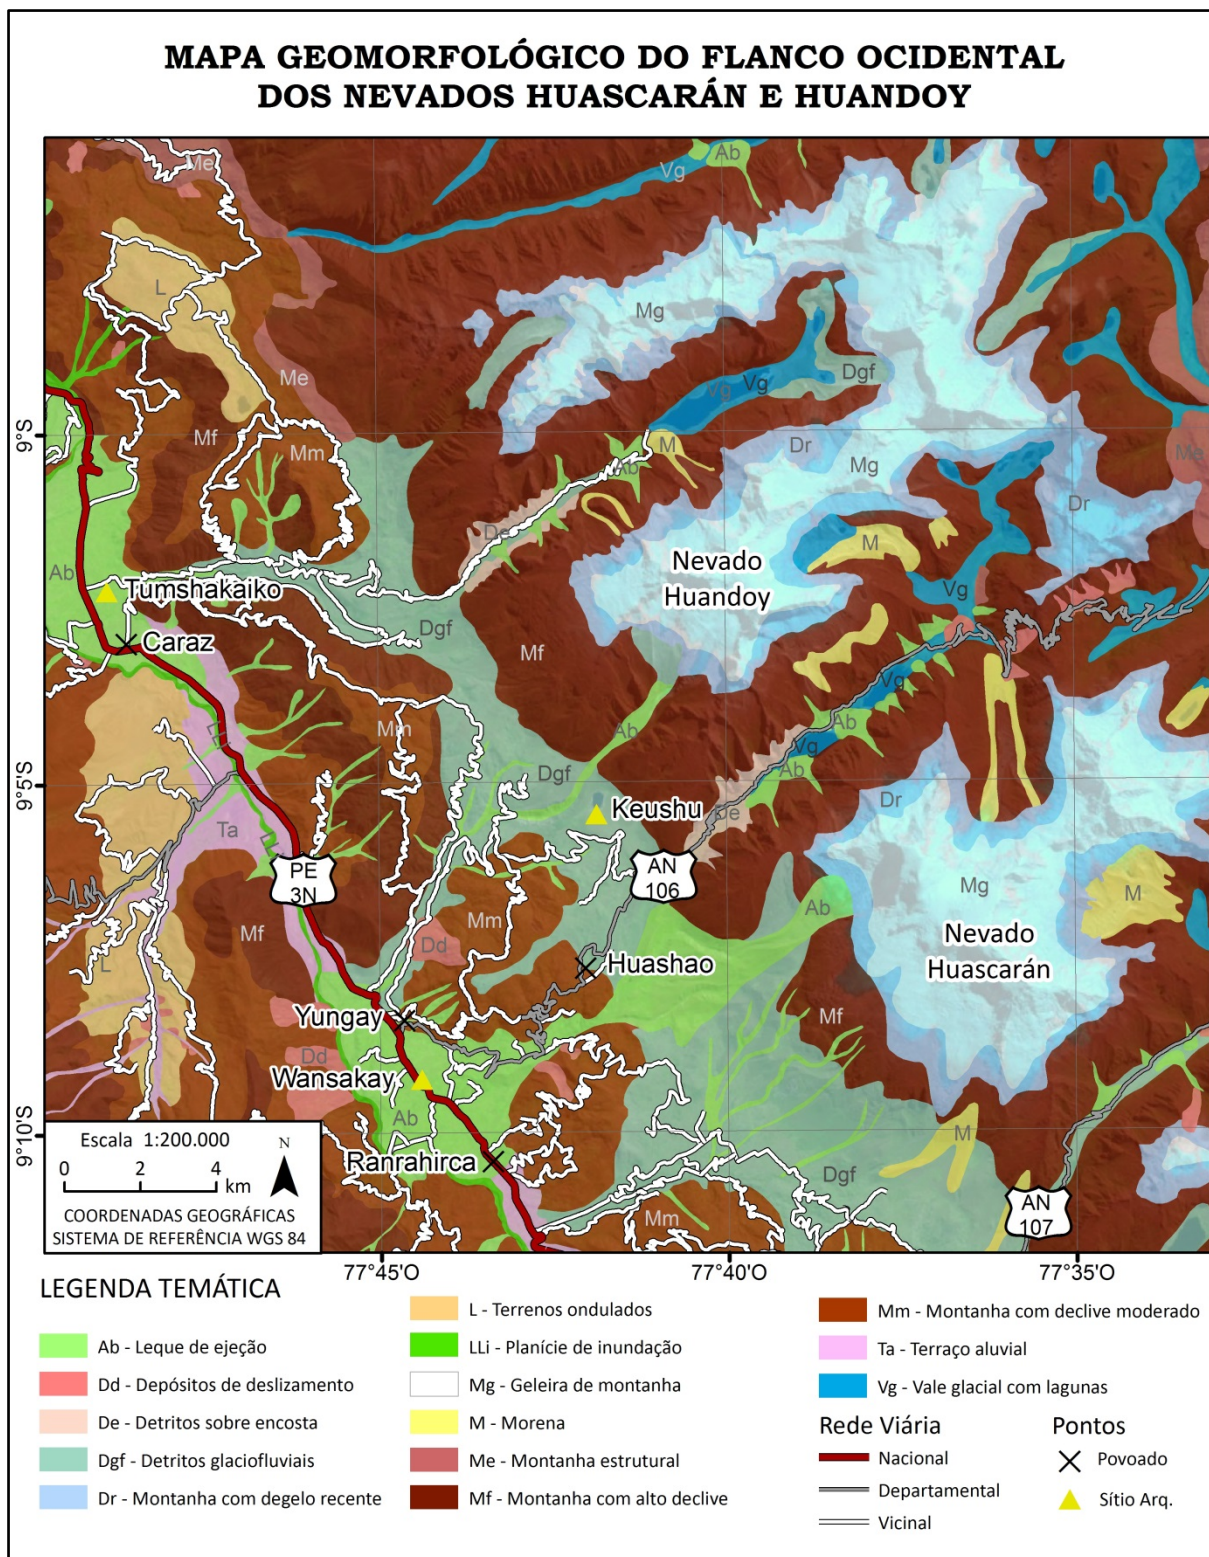 MAPA GEOMORFOLÓGICO DO FLANCO OCIDENTAL
DOS NEVADOS HUASCARÁN E HUANDOY
Me
Vg
Ab
L
Mg
Me
Vg
Vg
Dgf
9°S
Mf
Mm
M
Dr
Mg
Me
Ab
Dr
De
M
Ab
Nevado
Huandoy
Vg
Tumshakaiko
Dgf
Caraz
Mf
Vg
Mm
Ab
Ab
Vg
Dgf
Ab
9°5'S
Keushu
De
Dr
Ta
PE
3N
AN
106
Mg
M
Ab
Mm
Mf
Dd
Nevado
Huascarán
L
Huashao
Yungay
Mf
Dd
Wansakay
Ab
M
9°10'S
Ranrahirca
Dgf
Mm
AN
107
Escala 1:200.000
N
0 2 4
km
COORDENADAS GEOGRÁFICAS
SISTEMA DE REFERÊNCIA WGS 84
77°45'O
77°40'O
77°35'O
LEGENDA TEMÁTICA
Ab - Leque de ejeção
Dd - Depósitos de deslizamento
De - Detritos sobre encosta
Dgf - Detritos glaciofluviais
Dr - Montanha com degelo recente
L - Terrenos ondulados
LLi - Planície de inundação
Mg - Geleira de montanha
M - Morena
Me - Montanha estrutural
Mf - Montanha com alto declive
Mm - Montanha com declive moderado
Ta - Terraço aluvial
Vg - Vale glacial com lagunas
Rede Viária
Nacional
Departamental
Vicinal
Pontos
Povoado
Sítio Arq.